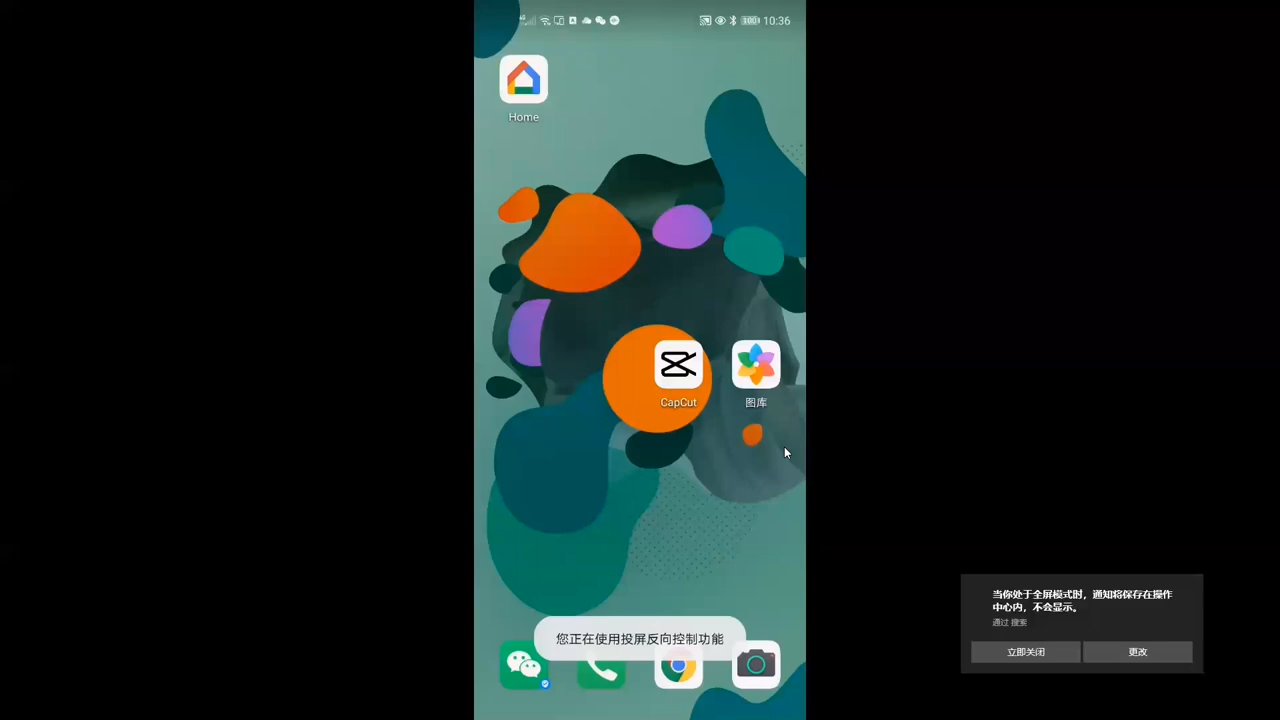 10:36
Home
CapCut
图库
您正在使用投屏反向控制功能
当你处于全屏模式时，通知将保存在操作
中心内，不会显示。
通过 搜索
立即关闭
更改